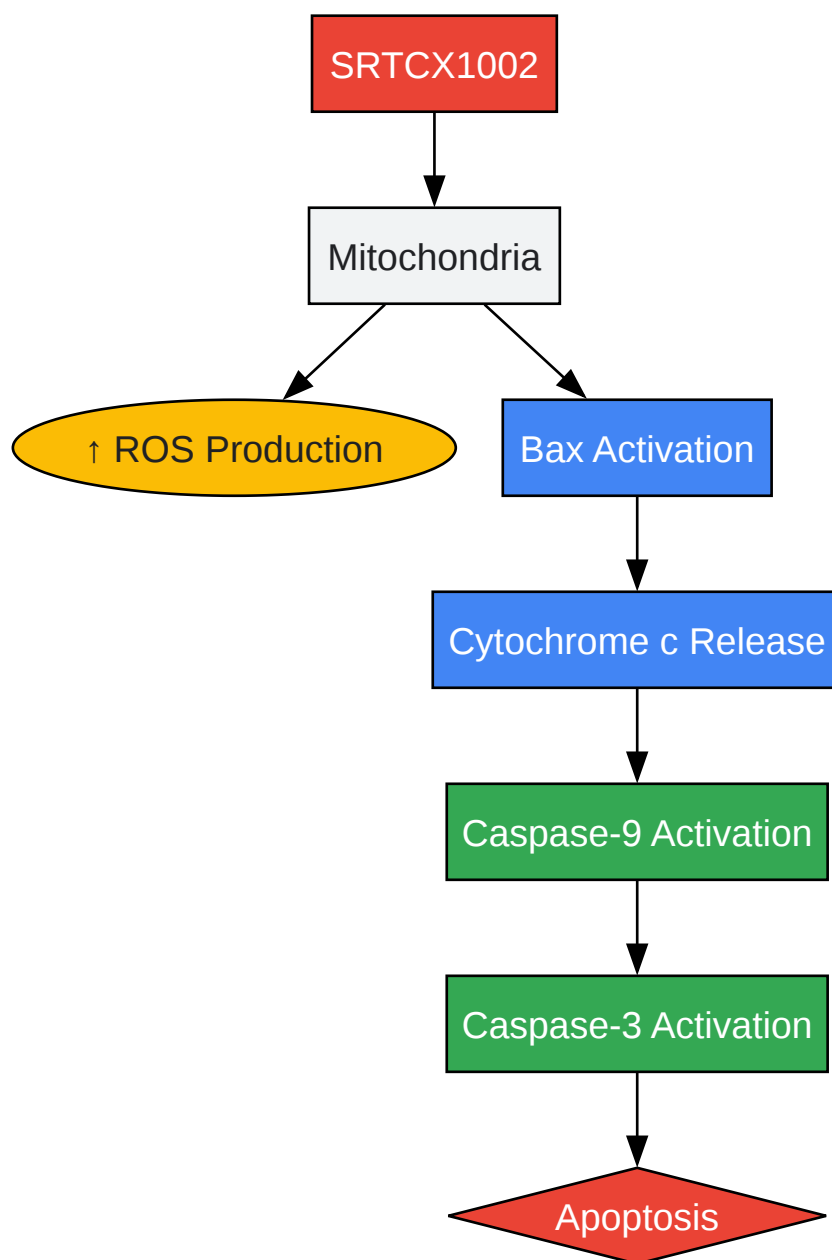 SRTCX1002
Mitochondria
↑ ROS Production
Bax Activation
Cytochrome c Release
Caspase-9 Activation
Caspase-3 Activation
Apoptosis